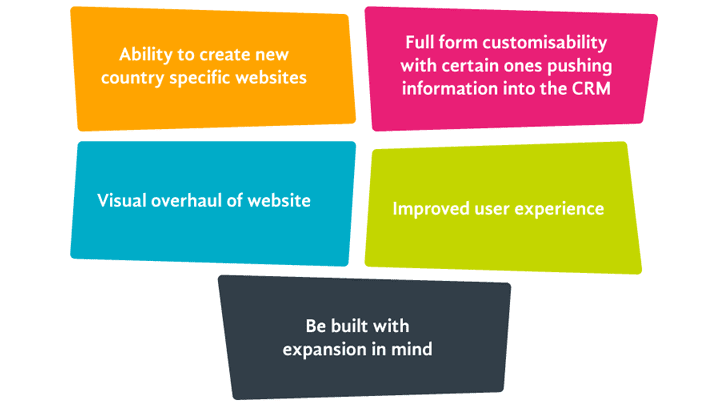 Ability to create new
country specific websites
Full form customisability
with certain ones pushing
information into the CRM
Visual overhaul of website
Improved user experience
Be built with
expansion in mind